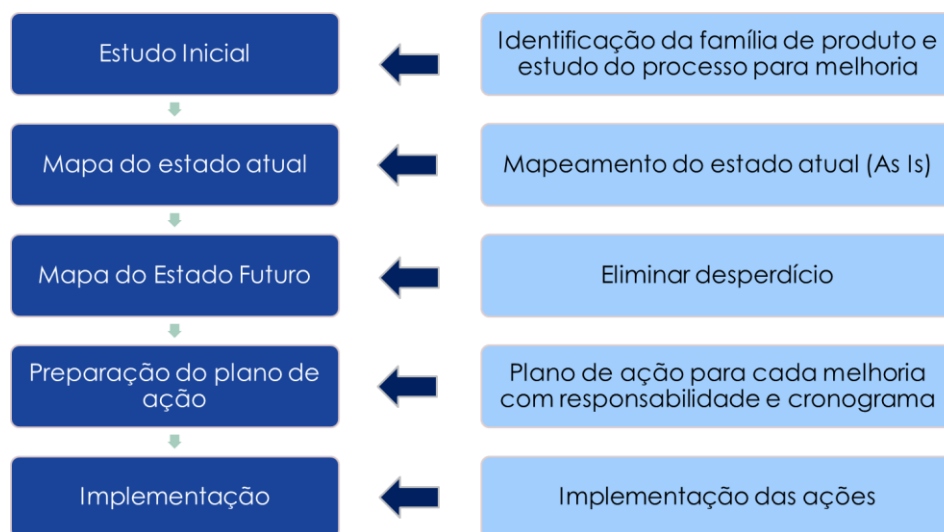 Estudo Inicial
Identificação da família de produto e
estudo do processo para melhoria
Mapa do estado atual
Mapeamento do estado atual (As Is)
Mapa do Estado Futuro
Eliminar desperdício
Preparação do plano de
ação
Plano de ação para cada melhoria
com responsabilidade e cronograma
Implementação
Implementação das ações